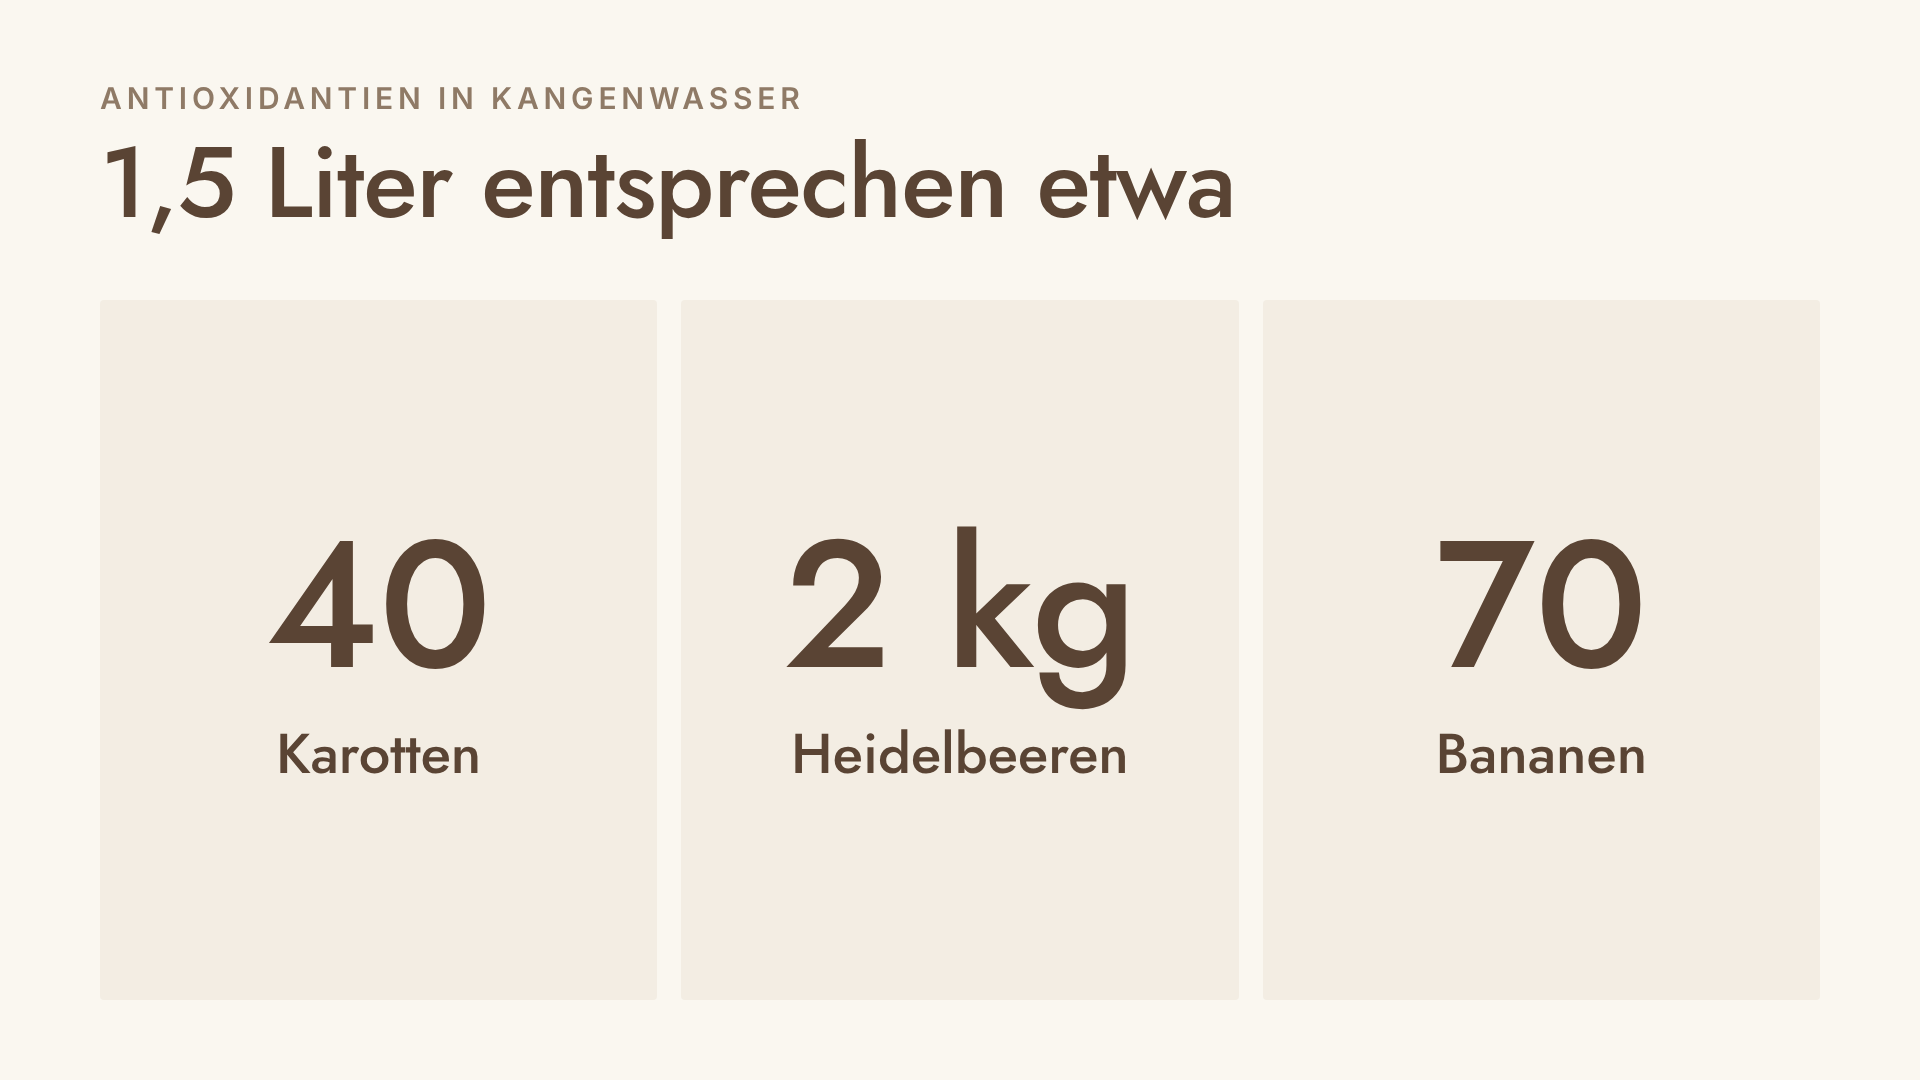 ANTIOXIDANTIEN IN KANGENWASSER
1,5 Liter entsprechen etwa
40
Karotten
2 kg
Heidelbeeren
70
Bananen